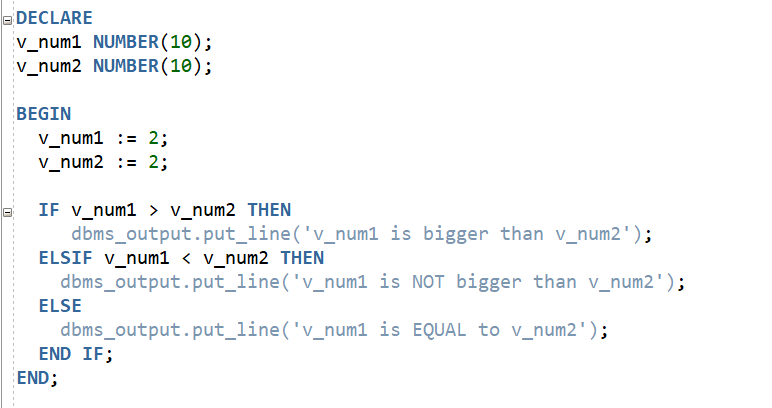 DECLARE
v_num1 NUMBER(10);
v_num2 NUMBER(10);
BEGIN
v_num1 := 2;
v_num2 := 2;
IF v_num1 > v_num2 THEN
dbms_output.put_line('v_num1 is bigger than v_num2');
ELSIF v_num1 < v_num2 THEN
dbms_output.put_line('v_num1 is NOT bigger than v_num2');
ELSE
dbms_output.put_line('v_num1 is EQUAL to v_num2');
END IF;
END;